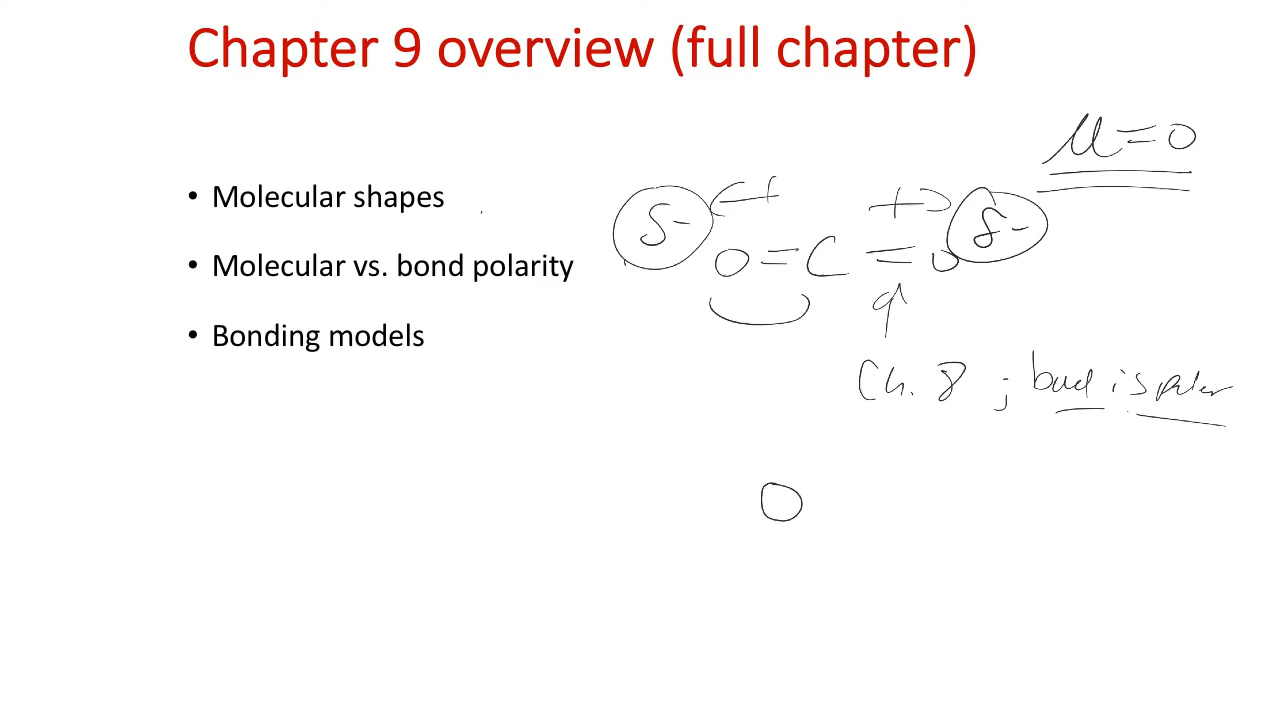 Chapter 9 overview (full chapter)
μ=0
• Molecular shapes
δ- δ-
• Molecular vs. bond polarity
O=C=O
• Bonding models
Ch. 8 ; bond is polar
O